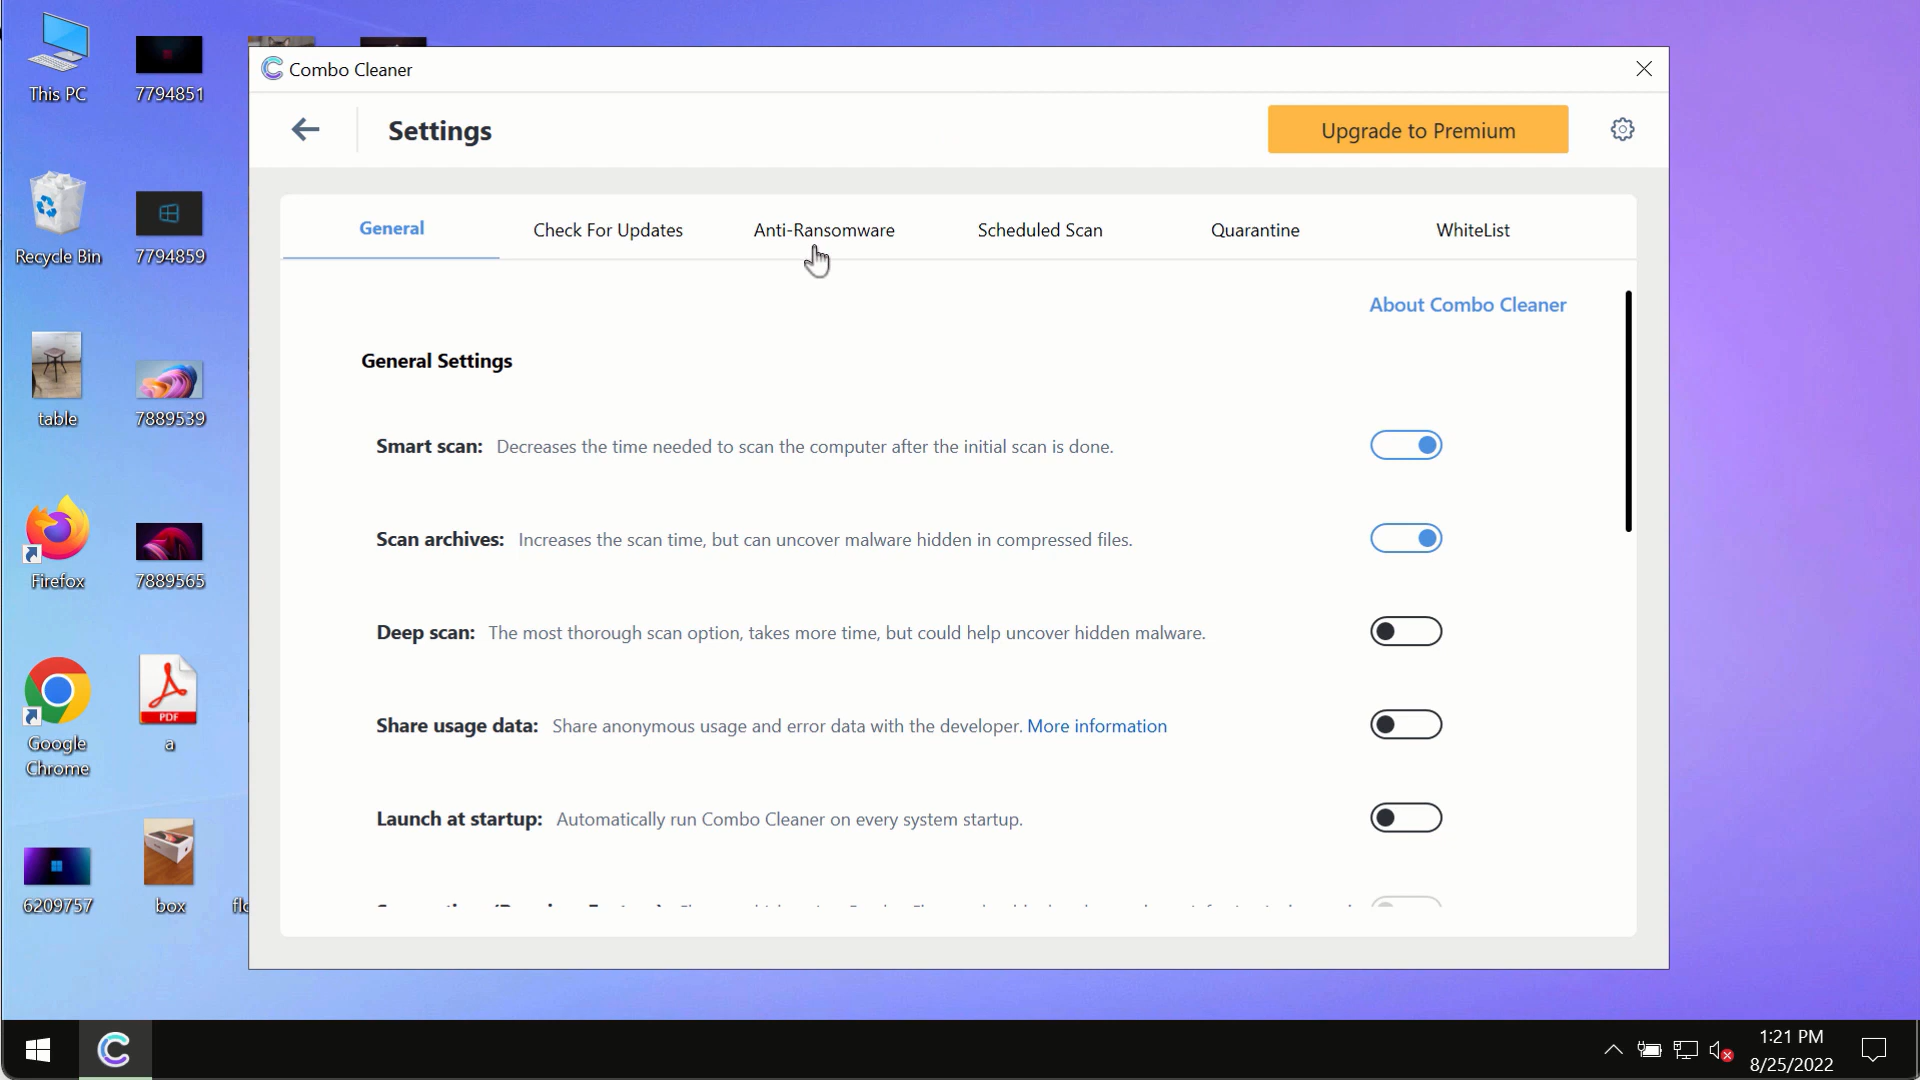 This PC
7794851
Recycle Bin
7794859
table
7889539
Firefox
7889565
Google
Chrome
PDF
a
6209757
box
Combo Cleaner
Settings
Upgrade to Premium
General
Check For Updates
Anti-Ransomware
Scheduled Scan
Quarantine
WhiteList
About Combo Cleaner
General Settings
Smart scan: Decreases the time needed to scan the computer after the initial scan is done.
Scan archives: Increases the scan time, but can uncover malware hidden in compressed files.
Deep scan: The most thorough scan option, takes more time, but could help uncover hidden malware.
Share usage data: Share anonymous usage and error data with the developer. More information
Launch at startup: Automatically run Combo Cleaner on every system startup.
1:21 PM
8/25/2022